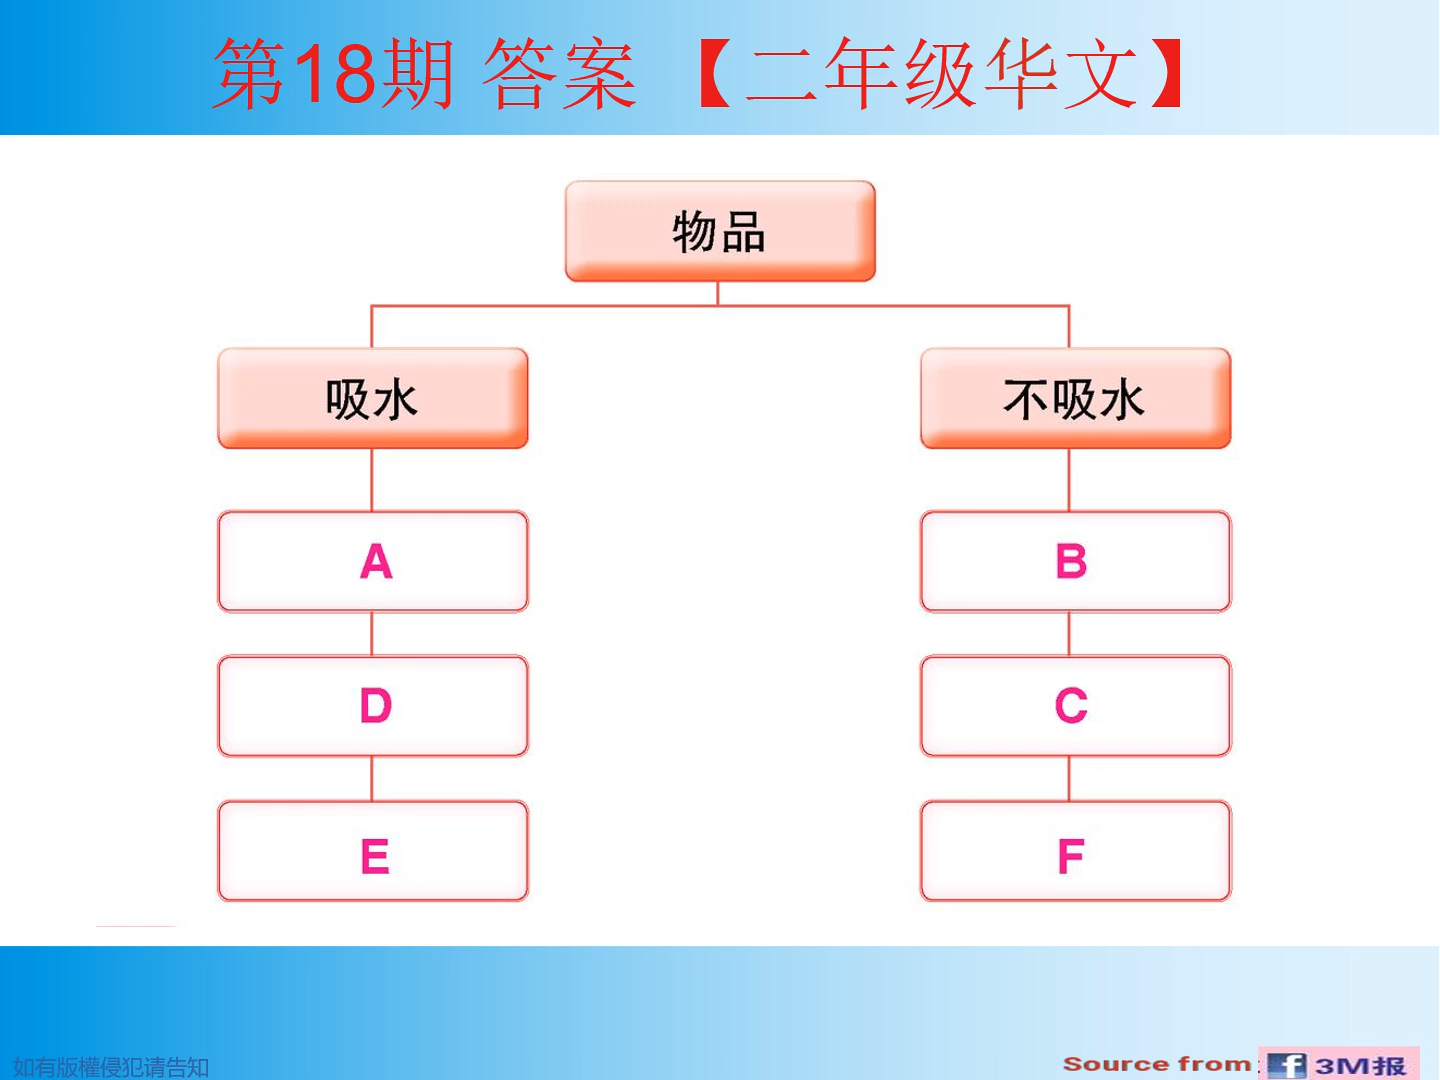 第18期 答案 【二年级华文】
物品
吸水
不吸水
A
B
D
C
E
F
如有版權侵犯请告知
Source from :
f 3M报